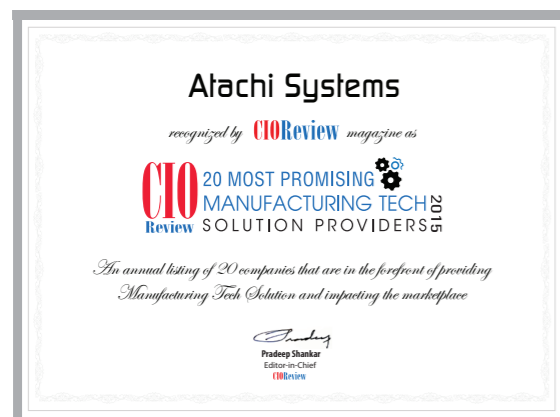 Atachi Systems
recognized by CIOReview magazine as
CIO Review
20 MOST PROMISING
MANUFACTURING TECH
SOLUTION PROVIDERS
2015
An annual listing of 20 companies that are in the forefront of providing
Manufacturing Tech Solution and impacting the marketplace
Pradeep
Pradeep Shankar
Editor-in-Chief
CIOReview